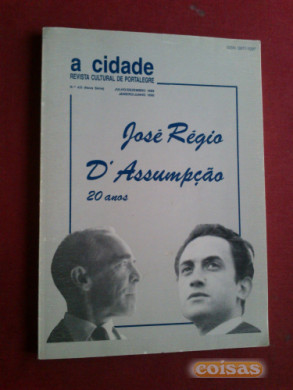 a cidade
REVISTA CULTURAL DE PORTALEGRE
José Régio
D'Assumpção
20 anos
coisas